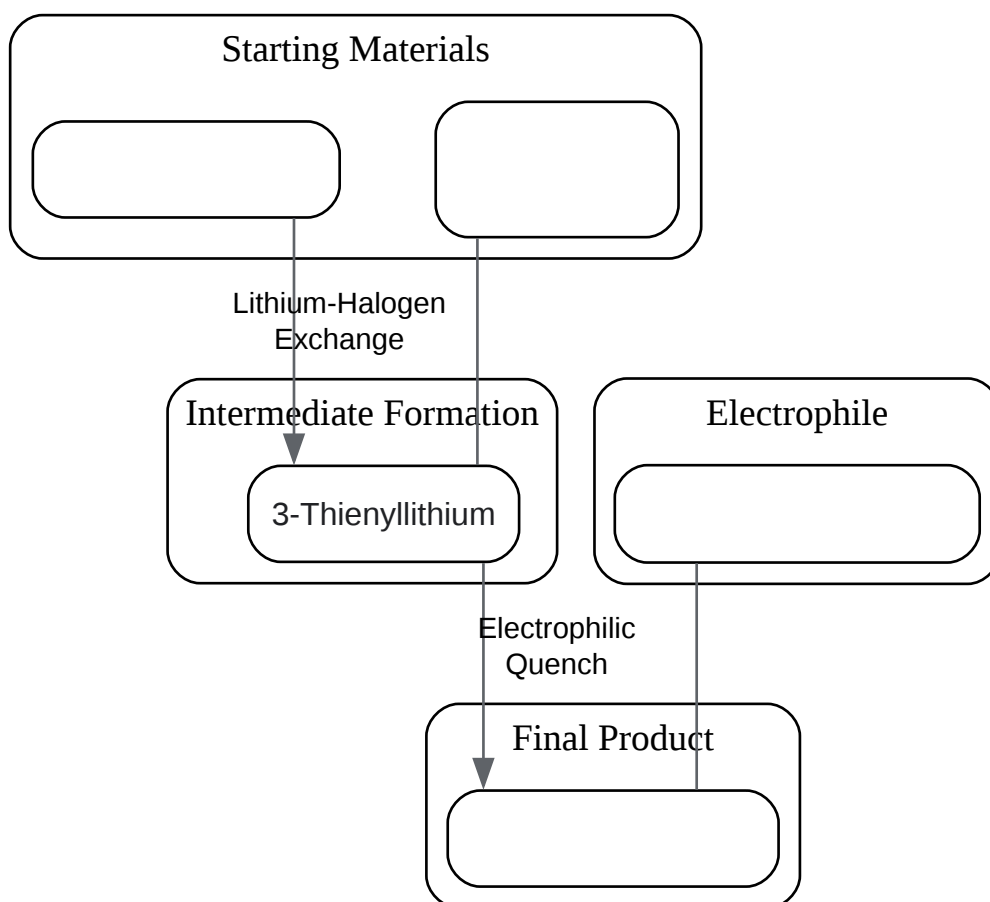 Starting Materials
Lithium-Halogen
Exchange
Intermediate Formation
Electrophile
3-Thienyllithium
Electrophilic
Quench
Final Product